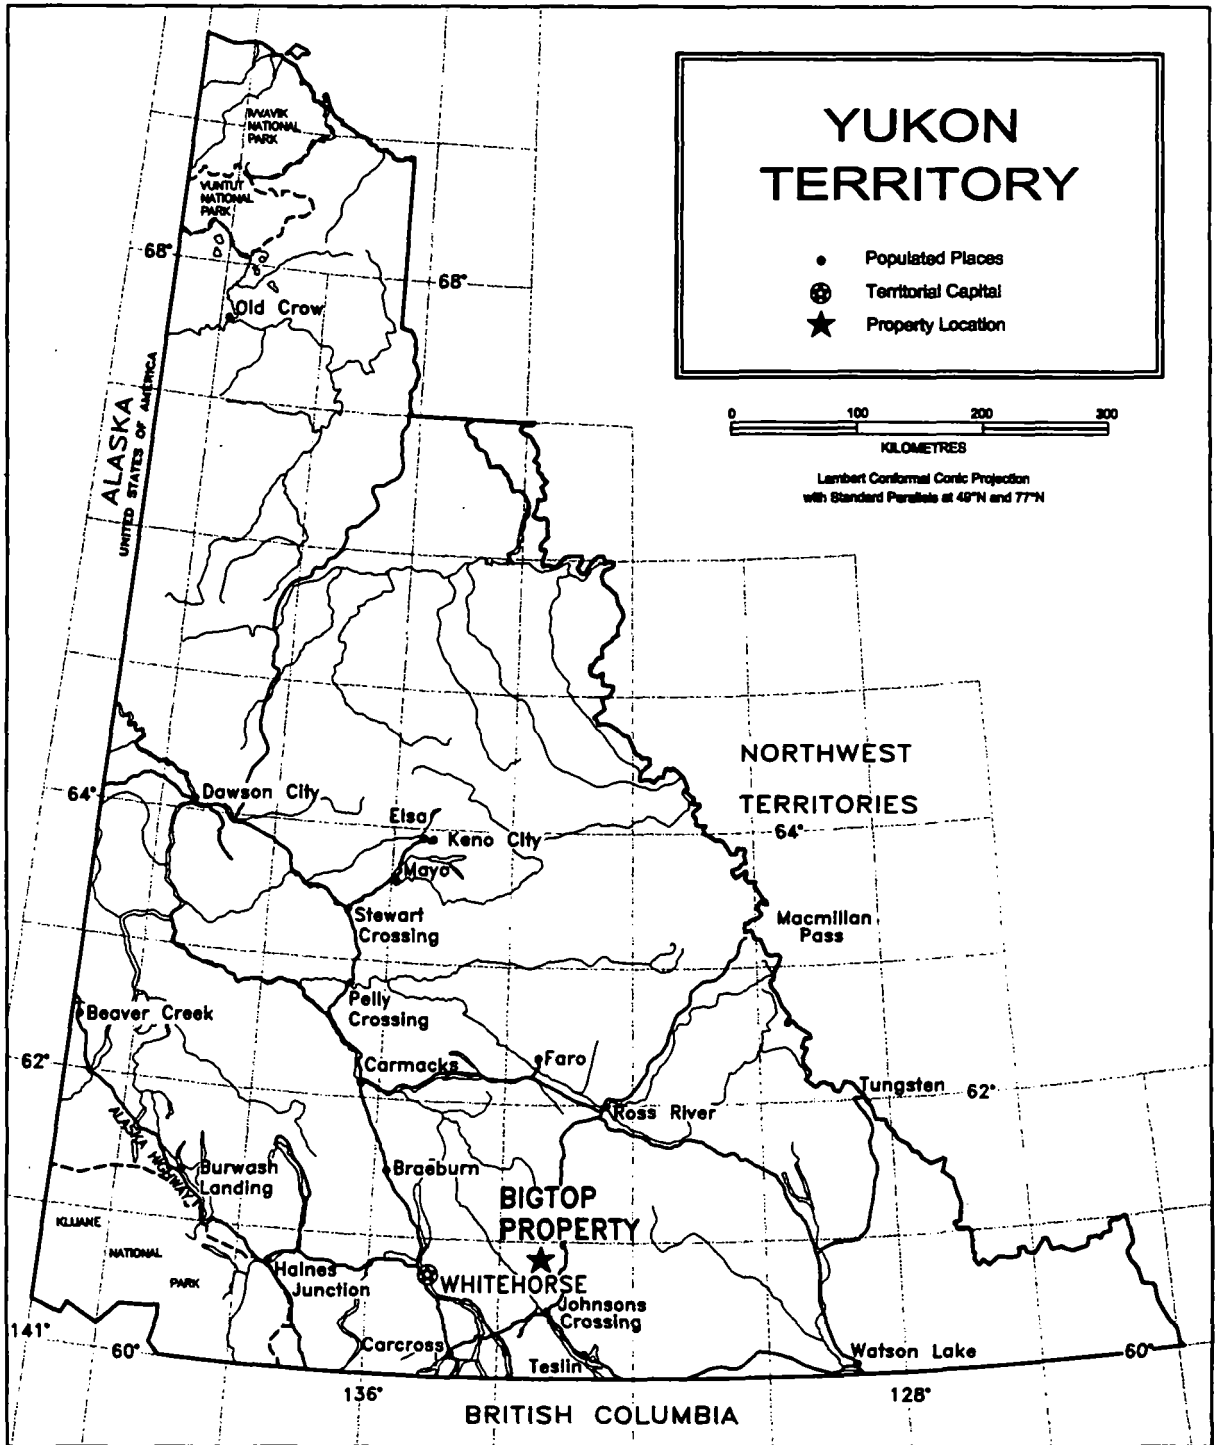 YUKON
TERRITORY
Populated Places
Territorial Capital
Property Location
0 100 200 300
KILOMETRES
Lambert Conformal Conic Projection
with Standard Parallels at 49°N and 77°N
IVVAVIK
NATIONAL
PARK
VUNTUT
NATIONAL
PARK
68°
68°
Old Crow
ALASKA
UNITED STATES OF AMERICA
NORTHWEST
TERRITORIES
64°
Dawson City
Elsa
Keno City
64°
Mayo
Stewart
Crossing
Macmillan
Pass
Pelly
Crossing
Beaver Creek
62°
Carmacks
Faro
Tungsten
62°
Ross River
ALASKA HIGHWAY
Burwash
Landing
Braeburn
BIGTOP
PROPERTY
KLUANE
NATIONAL
PARK
Haines
Junction
WHITEHORSE
Johnsons
Crossing
141°
60°
Carcross
Teslin
Watson Lake
60°
136°
128°
BRITISH COLUMBIA